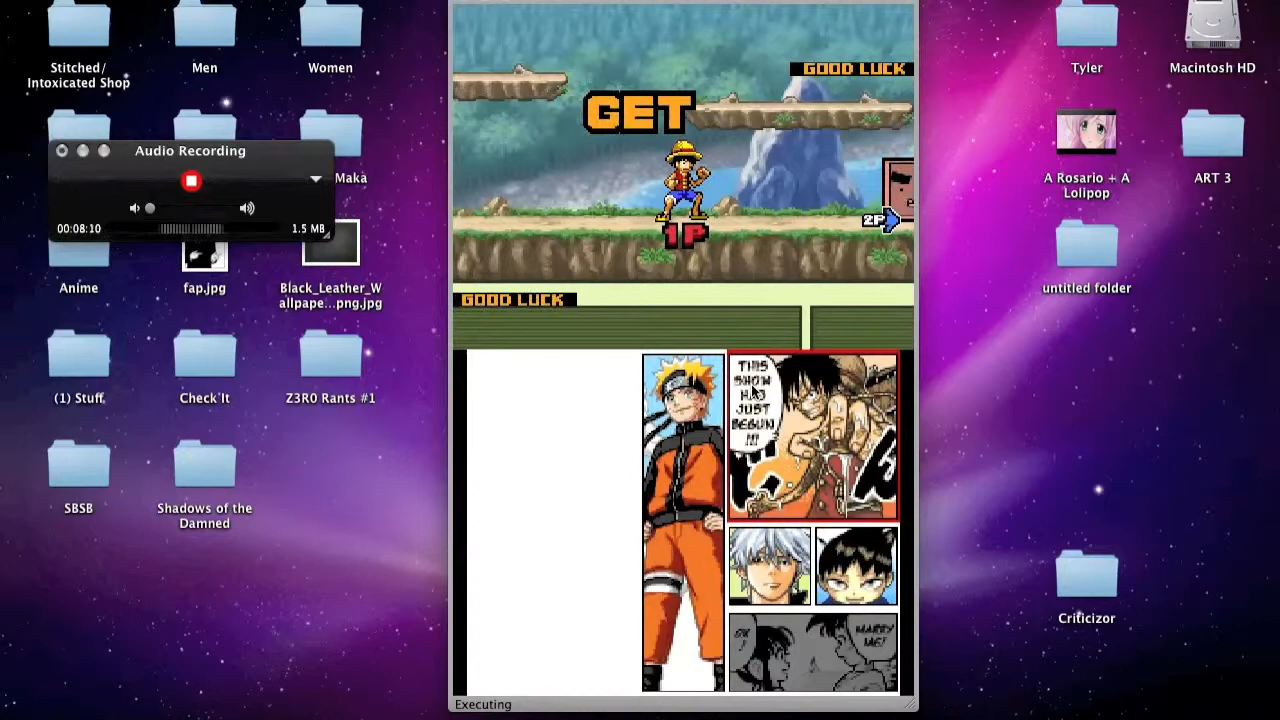 Stitched/
Intoxicated Shop
Men
Women
Audio Recording
Maka
00:08:10
1.5 MB
Anime
fap.jpg
Black_Leather_W
allpape...png.jpg
(1) Stuff
Check It
Z3R0 Rants #1
SBSB
Shadows of the
Damned
GOOD LUCK
GET
1P
2P
GOOD LUCK
THIS
SHOW
HAS
JUST
BEGUN
!!!
MARRY
ME!
Executing
Tyler
Macintosh HD
A Rosario + A
Lolipop
ART 3
untitled folder
Criticizor